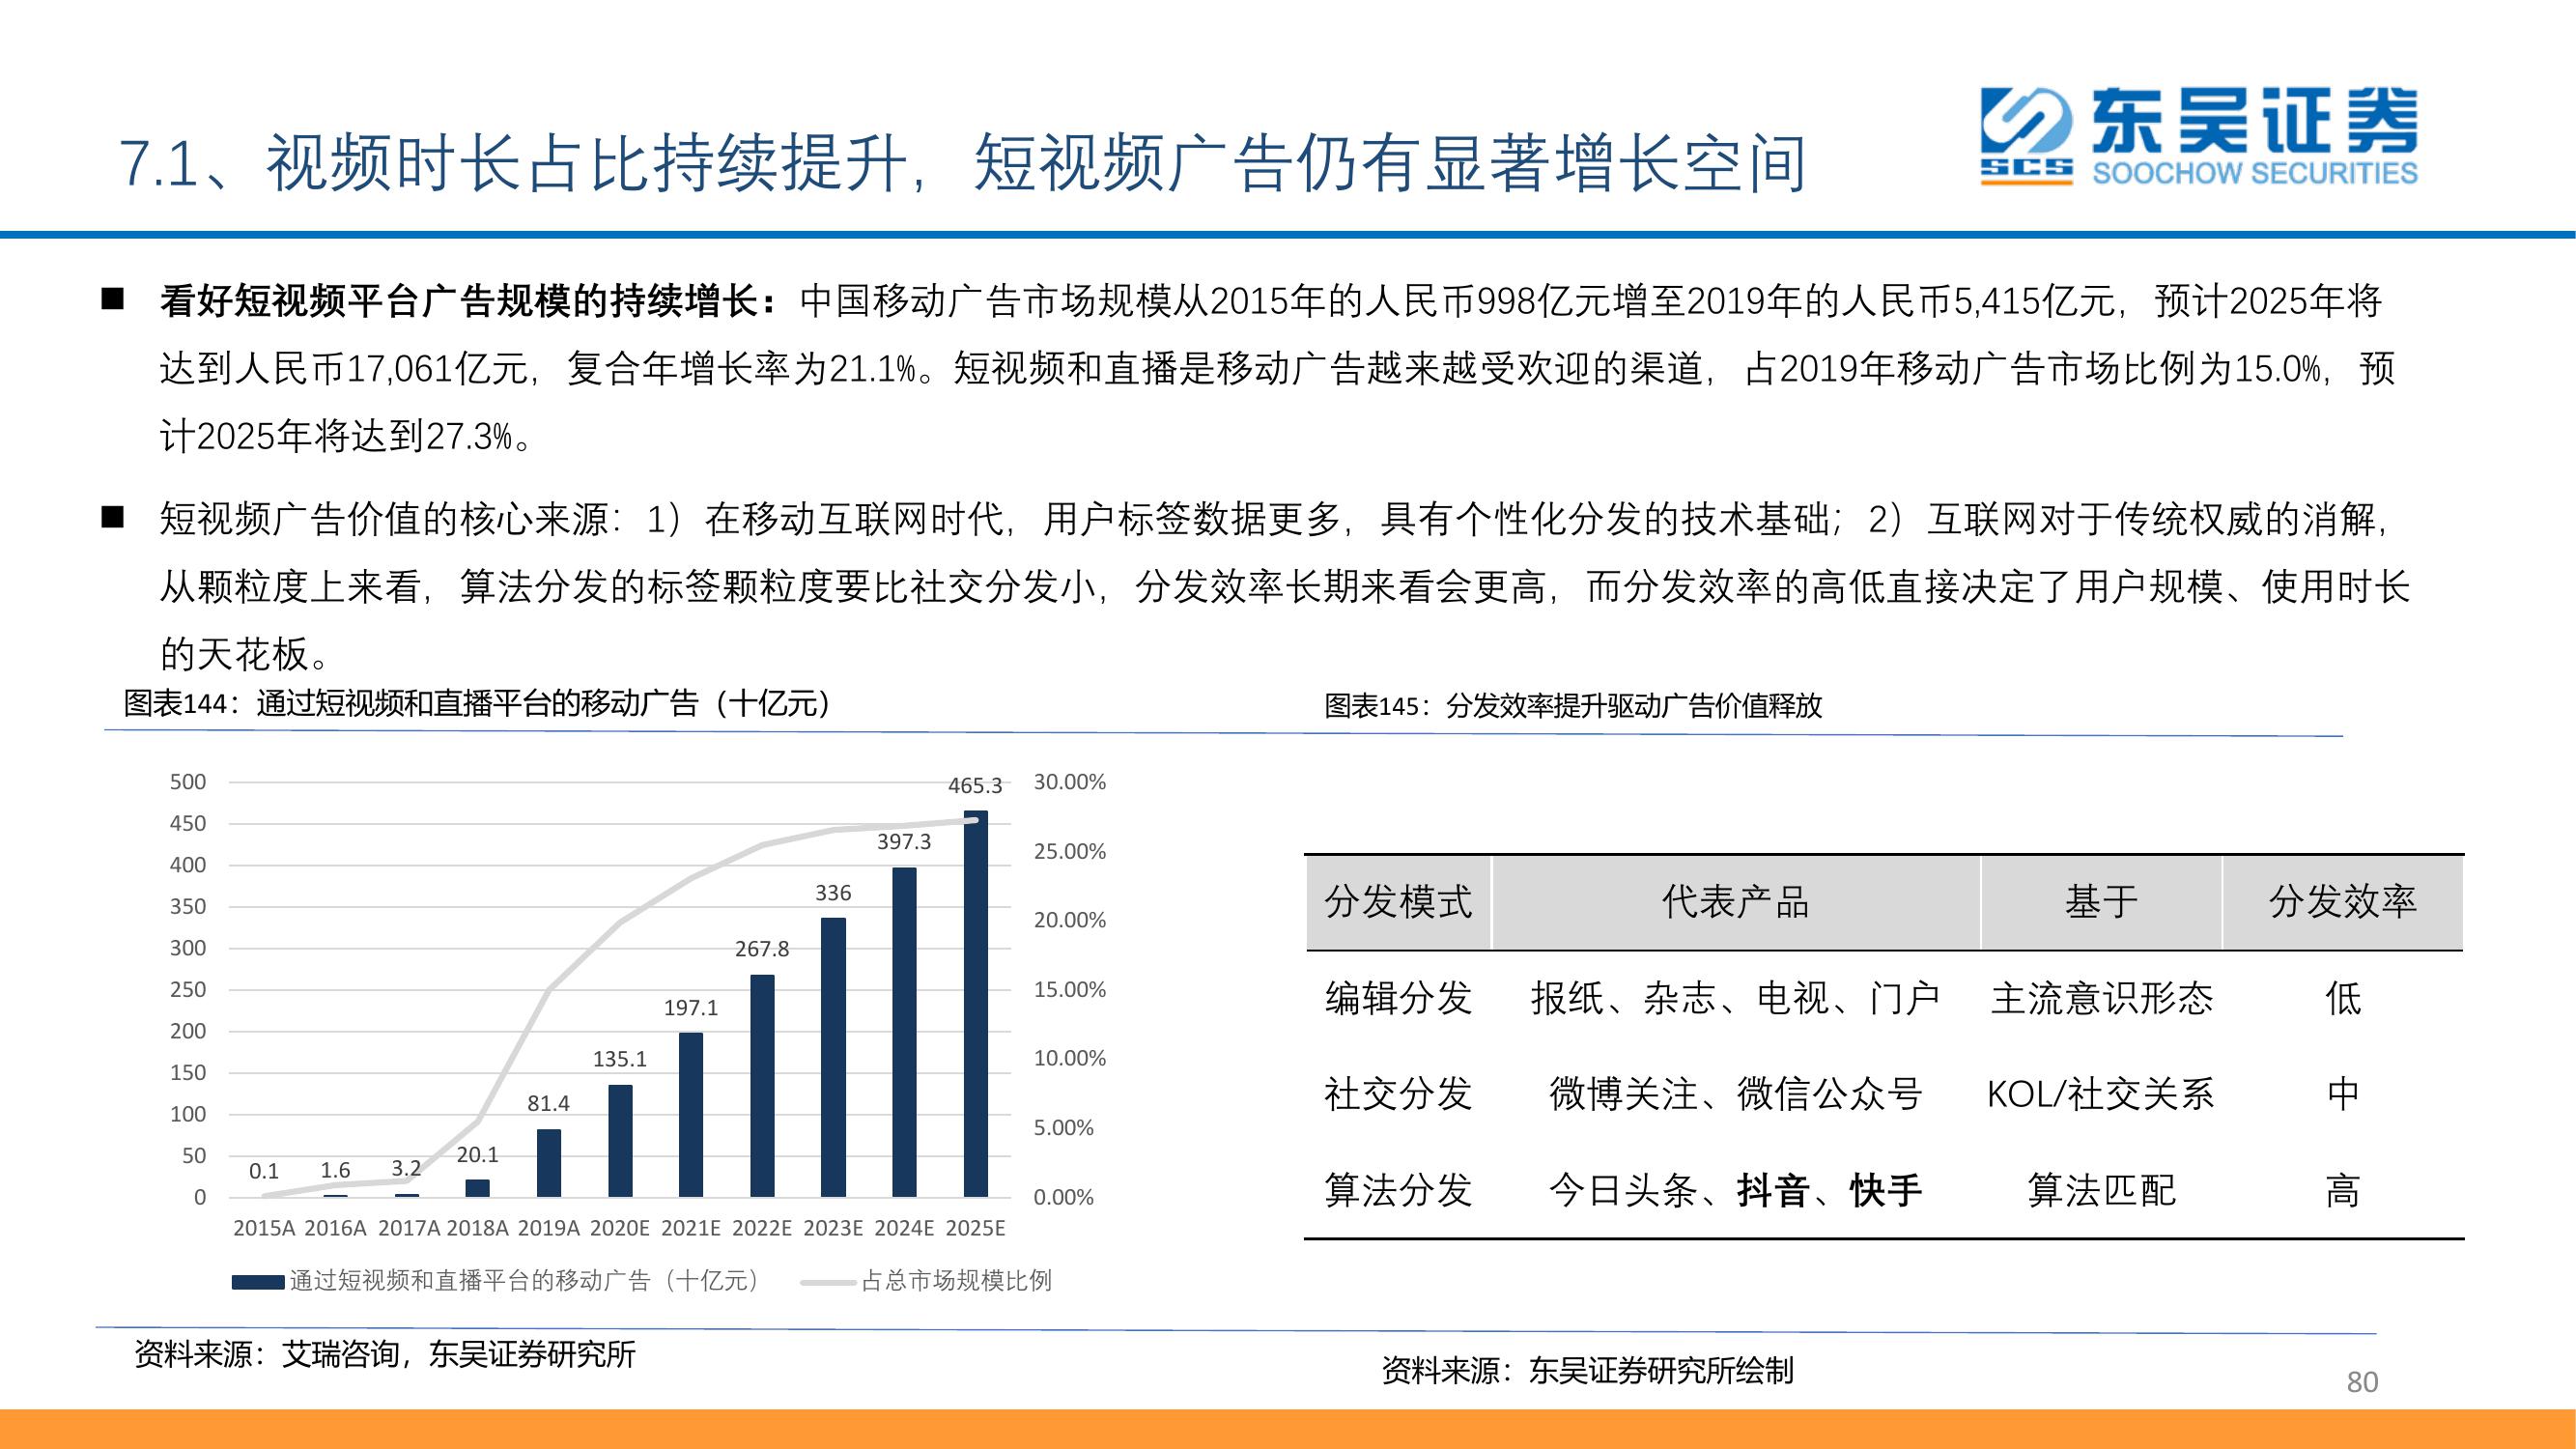 7.1、视频时长占比持续提升，短视频广告仍有显著增长空间
东吴证券
SCS
SOOCHOW SECURITIES
■ 看好短视频平台广告规模的持续增长：中国移动广告市场规模从2015年的人民币998亿元增至2019年的人民币5,415亿元，预计2025年将
达到人民币17,061亿元，复合年增长率为21.1%。短视频和直播是移动广告越来越受欢迎的渠道，占2019年移动广告市场比例为15.0%，预
计2025年将达到27.3%。
■ 短视频广告价值的核心来源：1）在移动互联网时代，用户标签数据更多，具有个性化分发的技术基础；2）互联网对于传统权威的消解，
从颗粒度上来看，算法分发的标签颗粒度要比社交分发小，分发效率长期来看会更高，而分发效率的高低直接决定了用户规模、使用时长
的天花板。
图表144：通过短视频和直播平台的移动广告（十亿元）
500
450
400
350
300
250
200
150
100
50
0
0.1
1.6
3.2
20.1
81.4
135.1
197.1
267.8
336
397.3
465.3
30.00%
25.00%
20.00%
15.00%
10.00%
5.00%
0.00%
2015A 2016A 2017A 2018A 2019A 2020E 2021E 2022E 2023E 2024E 2025E
通过短视频和直播平台的移动广告（十亿元） 占总市场规模比例
资料来源：艾瑞咨询，东吴证券研究所
图表145：分发效率提升驱动广告价值释放
分发模式 代表产品 基于 分发效率
编辑分发 报纸、杂志、电视、门户 主流意识形态 低
社交分发 微博关注、微信公众号 KOL/社交关系 中
算法分发 今日头条、抖音、快手 算法匹配 高
资料来源：东吴证券研究所绘制
80